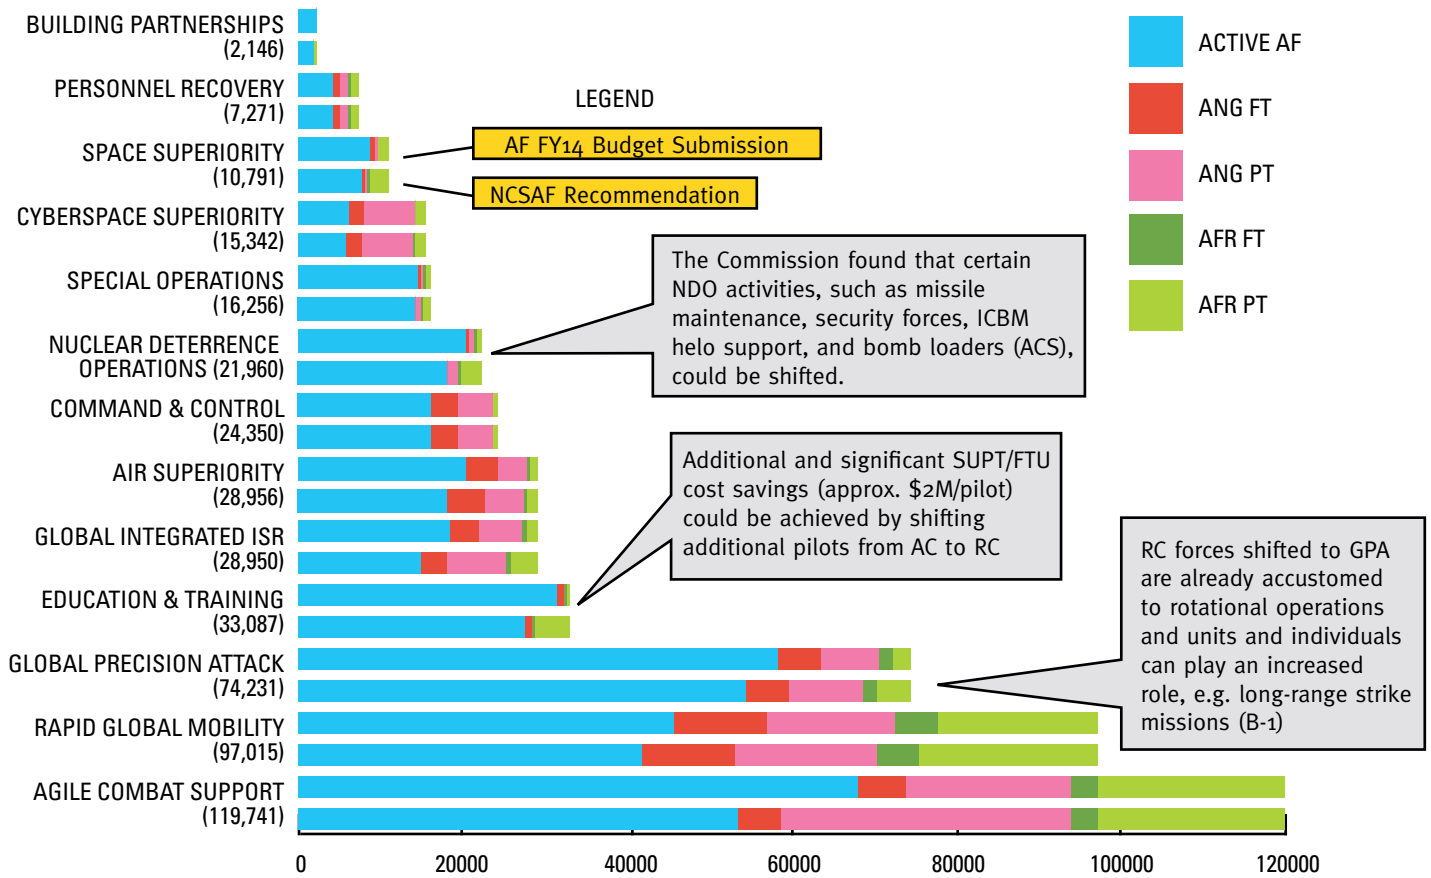 BUILDING PARTNERSHIPS
(2,146)
PERSONNEL RECOVERY
(7,271)
SPACE SUPERIORITY
(10,791)
CYBERSPACE SUPERIORITY
(15,342)
SPECIAL OPERATIONS
(16,256)
NUCLEAR DETERRENCE
OPERATIONS (21,960)
COMMAND & CONTROL
(24,350)
AIR SUPERIORITY
(28,956)
GLOBAL INTEGRATED ISR
(28,950)
EDUCATION & TRAINING
(33,087)
GLOBAL PRECISION ATTACK
(74,231)
RAPID GLOBAL MOBILITY
(97,015)
AGILE COMBAT SUPPORT
(119,741)
LEGEND
AF FY14 Budget Submission
NCSAF Recommendation
ACTIVE AF
ANG FT
ANG PT
AFR FT
AFR PT
The Commission found that certain
NDO activities, such as missile
maintenance, security forces, ICBM
helo support, and bomb loaders (ACS),
could be shifted.
Additional and significant SUPT/FTU
cost savings (approx. $2M/pilot)
could be achieved by shifting
additional pilots from AC to RC
RC forces shifted to GPA
are already accustomed
to rotational operations
and units and individuals
can play an increased
role, e.g. long-range strike
missions (B-1)
0 20000 40000 60000 80000 100000 120000